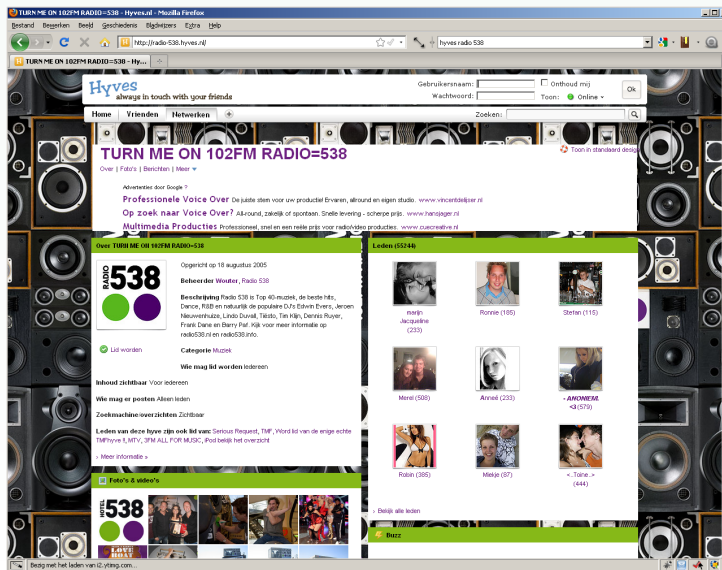 TURN ME ON 102FM RADIO=538 - Hyves.nl - Mozilla Firefox
Bestand Bewerken Beeld Geschiedenis Bladwijzers Extra Help
http://radio-538.hyves.nl/
hyves radio 538
TURN ME ON 102FM RADIO=538 - Hy...
Hyves
always in touch with your friends
Gebruikersnaam: Onthoud mij
Wachtwoord: Toon: Online
Ok
Home Vrienden Netwerken
Zoeken:
TURN ME ON 102FM RADIO=538
Toon in standaard design
Over | Foto's | Berichten | Meer
Advertenties door Google ?
Professionele Voice Over De juiste stem voor uw productie! Ervaren, allround en eigen studio. www.vincentdelijser.nl
Op zoek naar Voice Over? All-round, zakelijk of spontaan. Snelle levering - scherpe prijs. www.hansjager.nl
Multimedia Producties Professioneel, snel en een reële prijs voor radio/video producties. www.cuecreative.nl
Over TURN ME ON 102FM RADIO=538
RADIO 538
Opgericht op 18 augustus 2005
Beheerder Wouter, Radio 538
Beschrijving Radio 538 is Top 40-muziek, de beste hits,
Dance, R&B en natuurlijk de populaire DJ's Edwin Evers, Jeroen
Nieuwenhuize, Lindo Duvall, Tiësto, Tim Klijn, Dennis Ruyer,
Frank Dane en Barry Paf. Kijk voor meer informatie op
radio538.nl en radio538.info.
Lid worden
Categorie Muziek
Wie mag lid worden Iedereen
Inhoud zichtbaar Voor iedereen
Wie mag er posten Alleen leden
Zoekmachine/overzichten Zichtbaar
Leden van deze hyve zijn ook lid van: Serious Request, TMF, \Word lid van de enige echte
TMFhyve !!, MTV, 3FM ALL FOR MUSIC, iPod bekijk het overzicht
› Meer informatie »
Foto's & video's
HOTEL 538
LOVE
BOAT
Leden (55244)
marijn
Jacqueline
(233)
Ronnie (185)
Stefan (115)
Merel (508)
Anneé (233)
- ANONIEM.
<3 (579)
Robin (385)
Miekje (97)
<..Toine..>
(444)
› Bekijk alle leden
Buzz
Bezig met het laden van i2.ytimg.com...